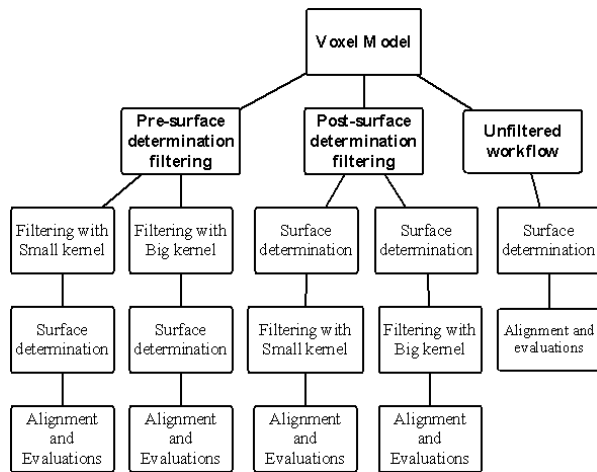 Voxel Model
Pre-surface
determination
filtering
Post-surface
determination
filtering
Unfiltered
workflow
Filtering with
Small kernel
Filtering with
Big kernel
Surface
determination
Surface
determination
Surface
determination
Surface
determination
Surface
determination
Filtering with
Small kernel
Filtering with
Big kernel
Alignment and
evaluations
Alignment
and
Evaluations
Alignment
and
Evaluations
Alignment
and
Evaluations
Alignment
and
Evaluations